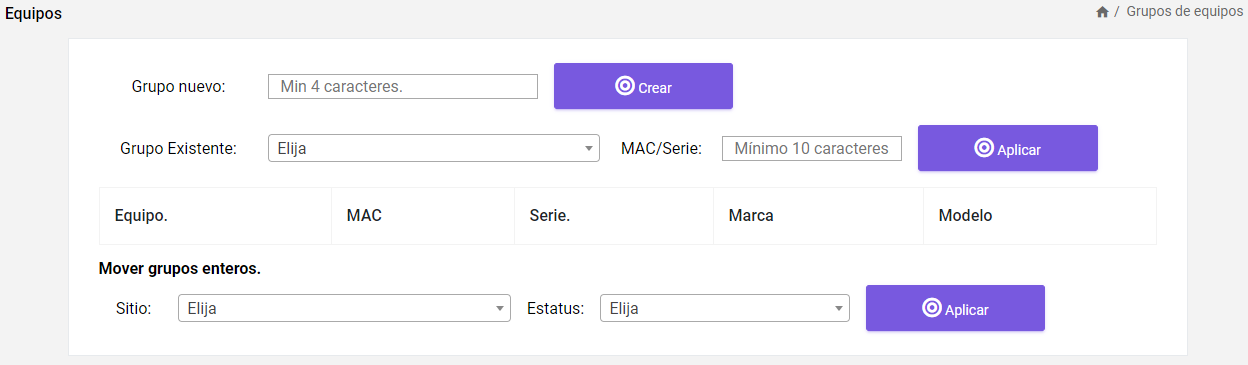 Equipos
/ Grupos de equipos
Grupo nuevo: Min 4 caracteres. Crear
Grupo Existente: Elija MAC/Serie: Mínimo 10 caracteres Aplicar
Equipo. MAC Serie. Marca Modelo
Mover grupos enteros.
Sitio: Elija Estatus: Elija Aplicar